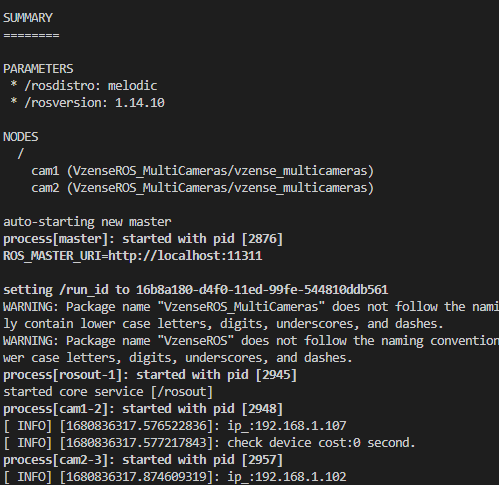 SUMMARY
========
PARAMETERS
* /rosdistro: melodic
* /rosversion: 1.14.10
NODES
/
cam1 (VzenseROS_MultiCameras/vzense_multicameras)
cam2 (VzenseROS_MultiCameras/vzense_multicameras)
auto-starting new master
process[master]: started with pid [2876]
ROS_MASTER_URI=http://localhost:11311
setting /run_id to 16b8a180-d4f0-11ed-99fe-544810ddb561
WARNING: Package name "VzenseROS_MultiCameras" does not follow the nami
ly contain lower case letters, digits, underscores, and dashes.
WARNING: Package name "VzenseROS" does not follow the naming convention
wer case letters, digits, underscores, and dashes.
process[rosout-1]: started with pid [2945]
started core service [/rosout]
process[cam1-2]: started with pid [2948]
[ INFO] [1680836317.576522836]: ip_:192.168.1.107
[ INFO] [1680836317.577217843]: check device cost:0 second.
process[cam2-3]: started with pid [2957]
[ INFO] [1680836317.874609319]: ip_:192.168.1.102